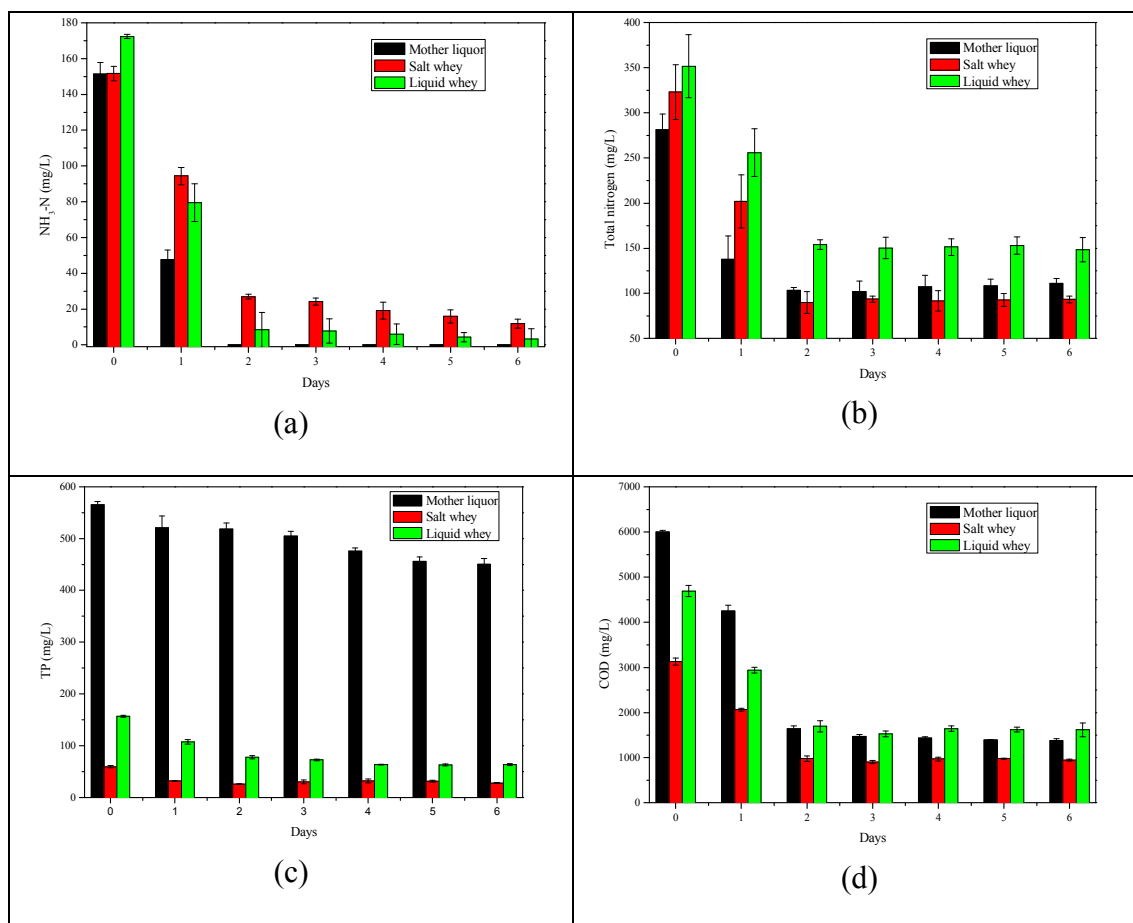 180
160
140
120
100
80
60
40
20
0
NH3-N (mg/L)
Mother liquor
Salt whey
Liquid whey
0 1 2 3 4 5 6
Days
(a)
400
350
300
250
200
150
100
50
Total nitrogen (mg/L)
Mother liquor
Salt whey
Liquid whey
0 1 2 3 4 5 6
Days
(b)
600
500
400
300
200
100
0
TP (mg/L)
Mother liquor
Salt whey
Liquid whey
0 1 2 3 4 5 6
Days
(c)
7000
6000
5000
4000
3000
2000
1000
0
COD (mg/L)
Mother liquor
Salt whey
Liquid whey
0 1 2 3 4 5 6
Days
(d)